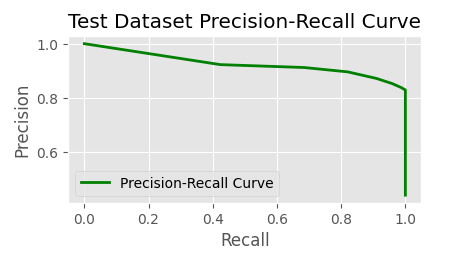 Test Dataset Precision-Recall Curve
1.0
0.8
0.6
Precision
Precision-Recall Curve
0.0 0.2 0.4 0.6 0.8 1.0
Recall